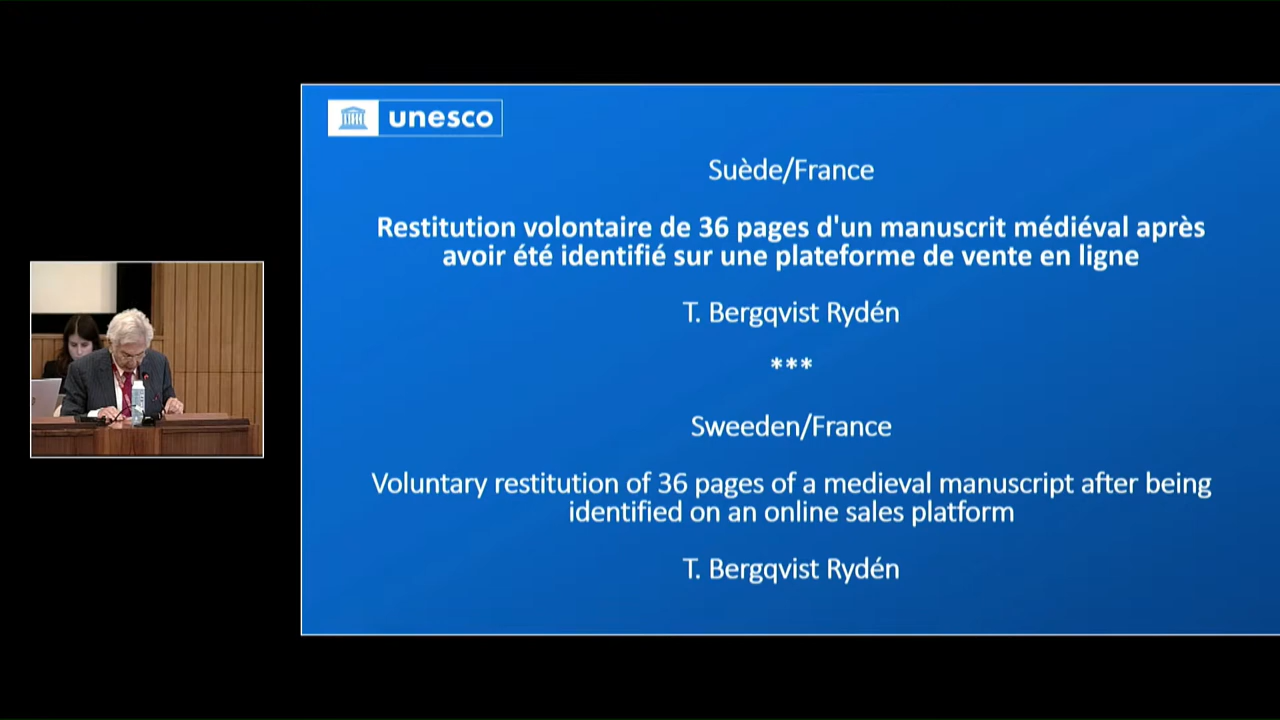 unesco
Suède/France
Restitution volontaire de 36 pages d'un manuscrit médiéval après
avoir été identifié sur une plateforme de vente en ligne
T. Bergqvist Rydén
***
Sweeden/France
Voluntary restitution of 36 pages of a medieval manuscript after being
identified on an online sales platform
T. Bergqvist Rydén